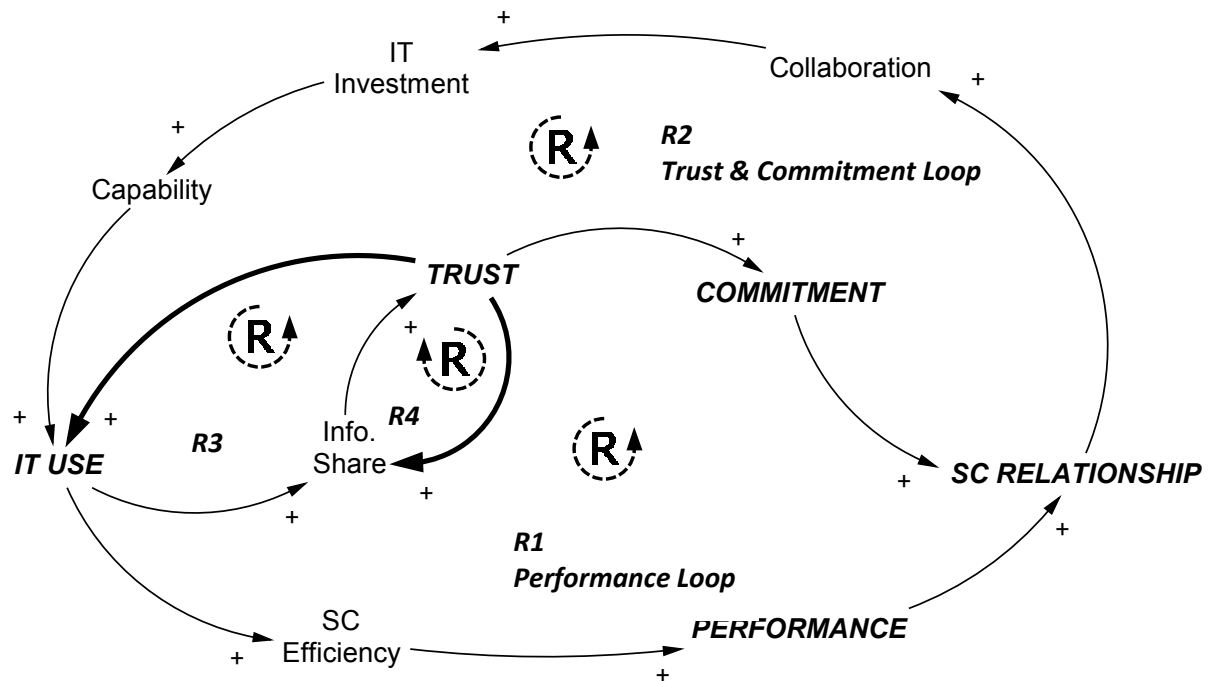 +
IT
Investment
Collaboration
+
+
R
R2
Trust & Commitment Loop
Capability
+
TRUST
COMMITMENT
R
+
R
+
+
R4
R3
Info.
Share
R
IT USE
+
+
SC RELATIONSHIP
+
+
+
R1
Performance Loop
SC
Efficiency
PERFORMANCE
+
+